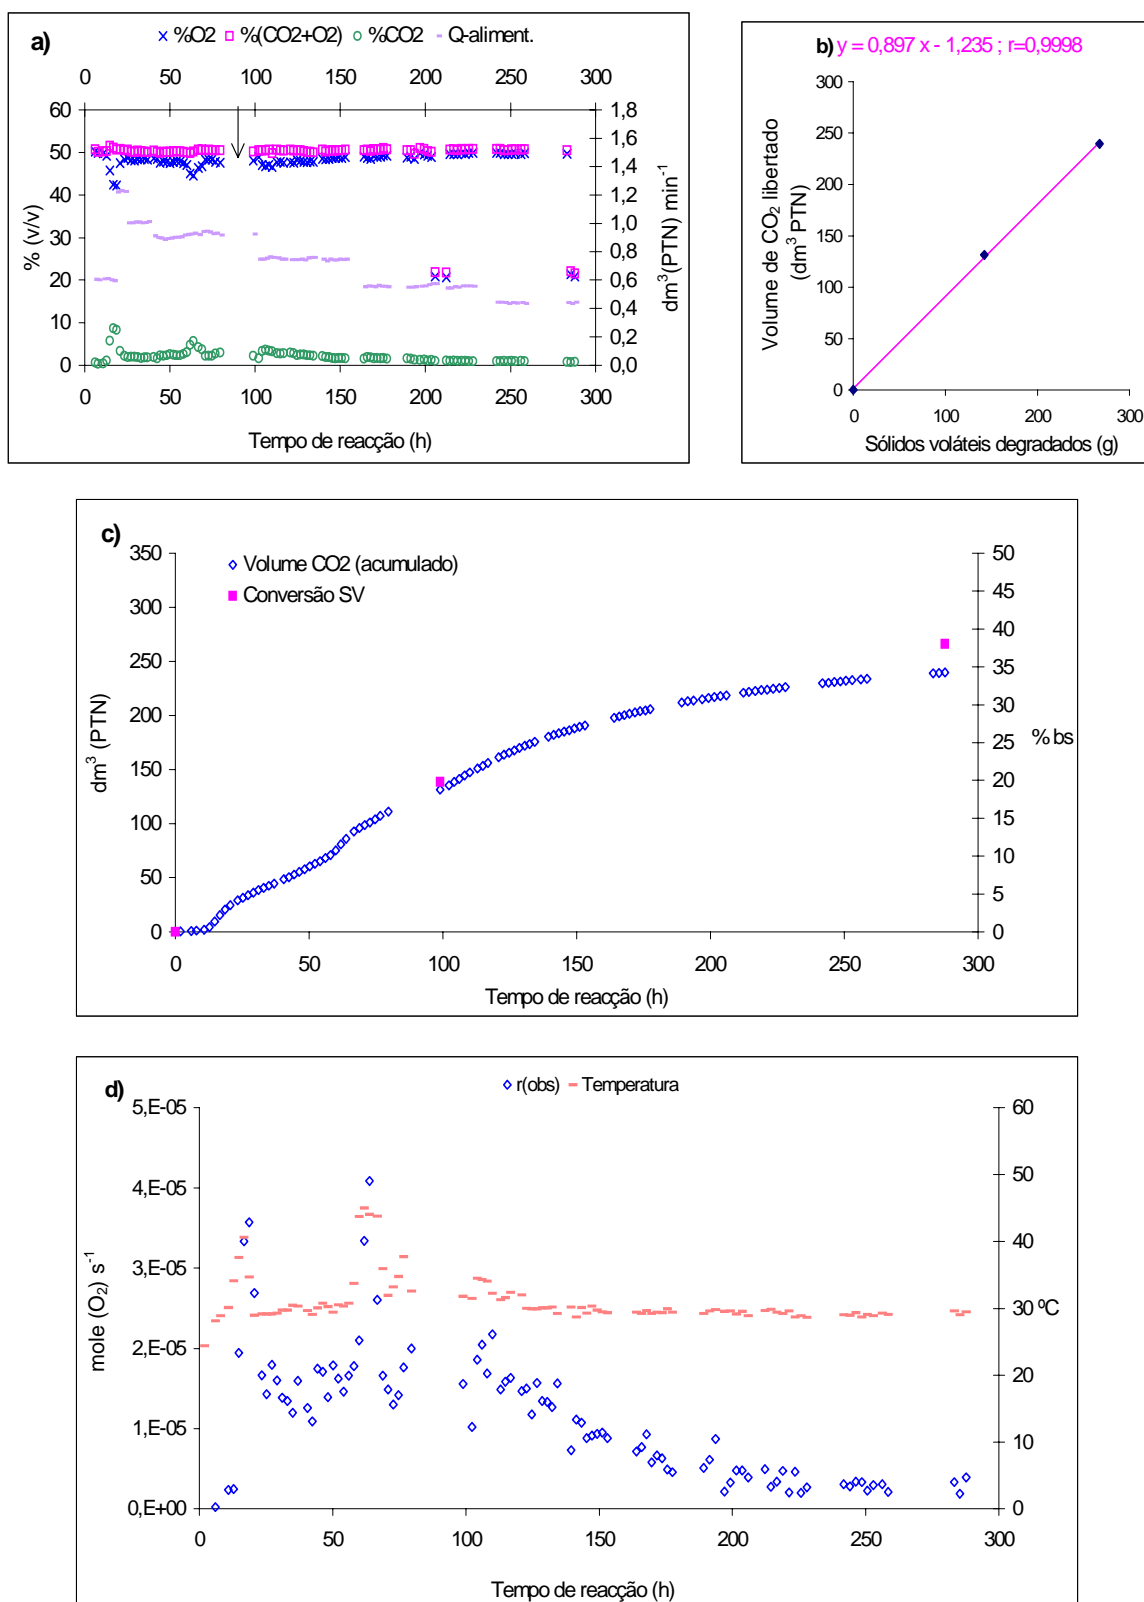 a)
%O2 %(CO2+O2) %CO2 Q-aliment.
0 50 100 150 200 250 300
60
50
40
30
20
10
0
% (v/v)
1,8
1,6
1,4
1,2
1,0
0,8
0,6
0,4
0,2
0,0
dm³(PTN) min⁻¹
0 50 100 150 200 250 300
Tempo de reacção (h)
b) y = 0,897 x - 1,235 ; r=0,9998
300
250
200
150
100
50
0
Volume de CO₂ libertado
(dm³ PTN)
0 100 200 300
Sólidos voláteis degradados (g)
c)
Volume CO2 (acumulado)
Conversão SV
350
300
250
200
150
100
50
0
dm³ (PTN)
50
45
40
35
30
25
20
15
10
5
0
% bs
0 50 100 150 200 250 300
Tempo de reacção (h)
d)
r(obs) Temperatura
5,E-05
4,E-05
3,E-05
2,E-05
1,E-05
0,E+00
mole (O₂) s⁻¹
60
50
40
30 ºC
20
10
0
0 50 100 150 200 250 300
Tempo de reacção (h)